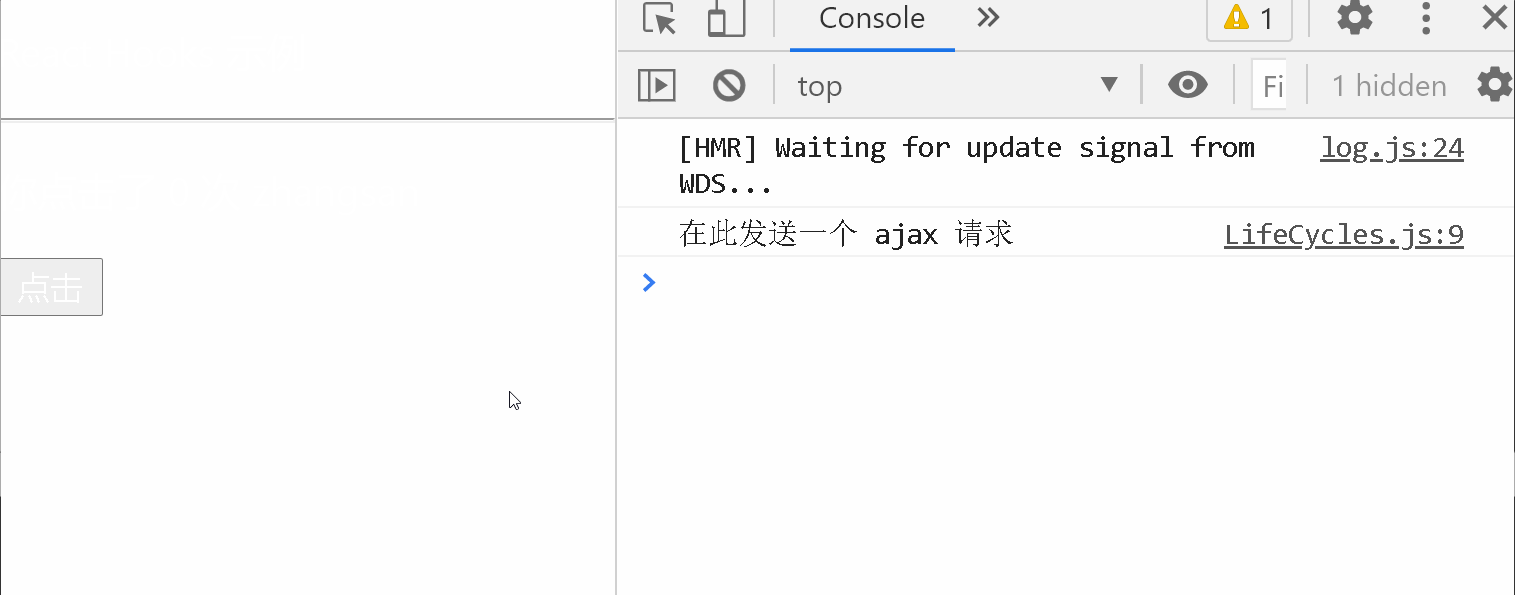 Console
1
top
Fi
1 hidden
[HMR] Waiting for update signal from log.js:24
WDS...
在此发送一个 ajax 请求 LifeCycles.js:9
点击